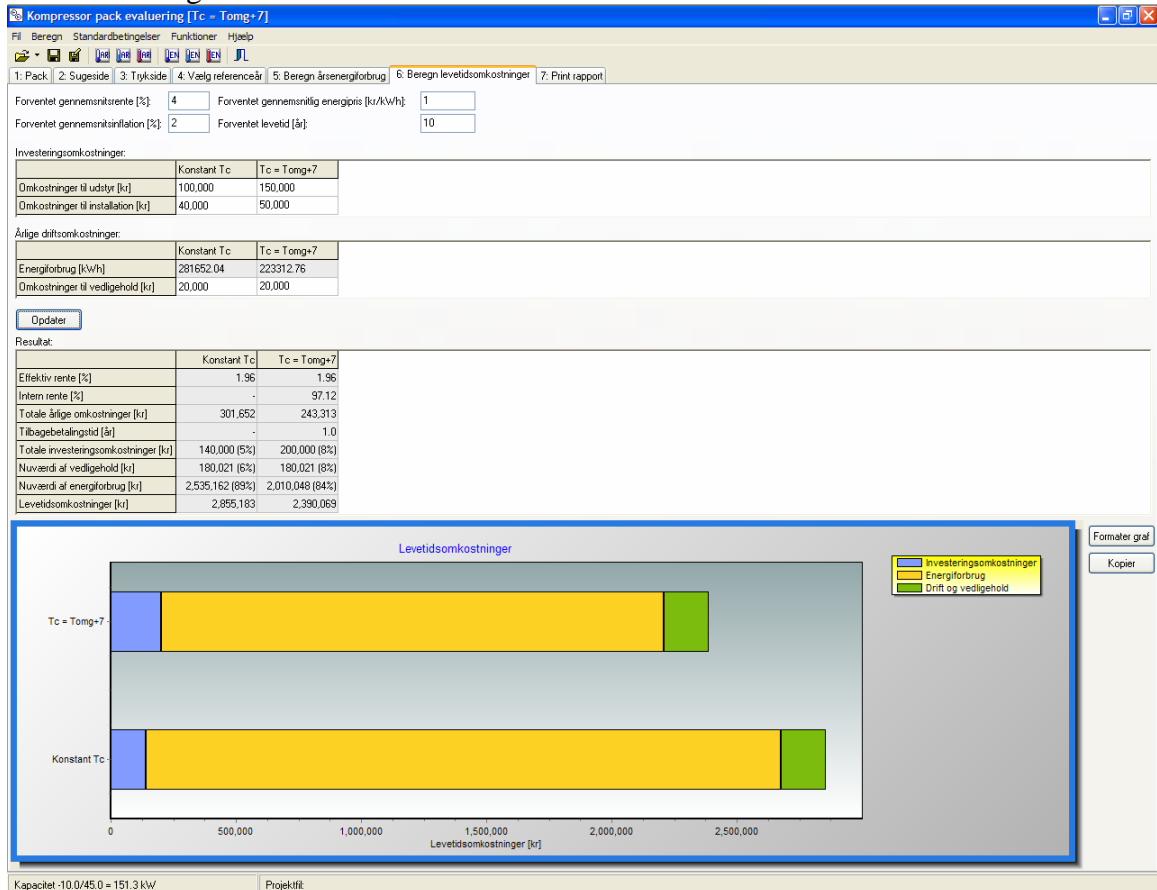 Kompressor pack evaluering [Tc = Tomg+7]
Fil Beregn Standardbetingelser Funktioner Hjælp
1: Pack 2: Sugeside 3: Trykside 4: Vælg referenceår 5: Beregn årsenergiforbrug 6: Beregn levetidsomkostninger 7: Print rapport
Forventet gennemsnitsrente [%]: 4 Forventet gennemsnitlig energipris [kr/kWh]: 1
Forventet gennemsnitsinflation [%]: 2 Forventet levetid [år]: 10
Investeringsomkostninger:
Konstant Tc Tc = Tomg+7
Omkostninger til udstyr [kr] 100,000 150,000
Omkostninger til installation [kr] 40,000 50,000
Årlige driftsomkostninger:
Konstant Tc Tc = Tomg+7
Energiforbrug [kWh] 281652.04 223312.76
Omkostninger til vedligehold [kr] 20,000 20,000
Opdater
Resultat:
Konstant Tc Tc = Tomg+7
Effektiv rente [%] 1.96 1.96
Intern rente [%] - 97.12
Totale årlige omkostninger [kr] 301,652 243,313
Tilbagebetalingstid [år] - 1.0
Totale investeringsomkostninger [kr] 140,000 (5%) 200,000 (8%)
Nuværdi af vedligehold [kr] 180,021 (6%) 180,021 (8%)
Nuværdi af energiforbrug [kr] 2,535,162 (89%) 2,010,048 (84%)
Levetidsomkostninger [kr] 2,855,183 2,390,069
Formater graf
Kopier
Levetidsomkostninger
Investeringsomkostninger
Energiforbrug
Drift og vedligehold
Tc = Tomg+7
Konstant Tc
0 500,000 1,000,000 1,500,000 2,000,000 2,500,000
Levetidsomkostninger [kr]
Kapacitet -10.0/45.0 = 151.3 kW Projektfil: